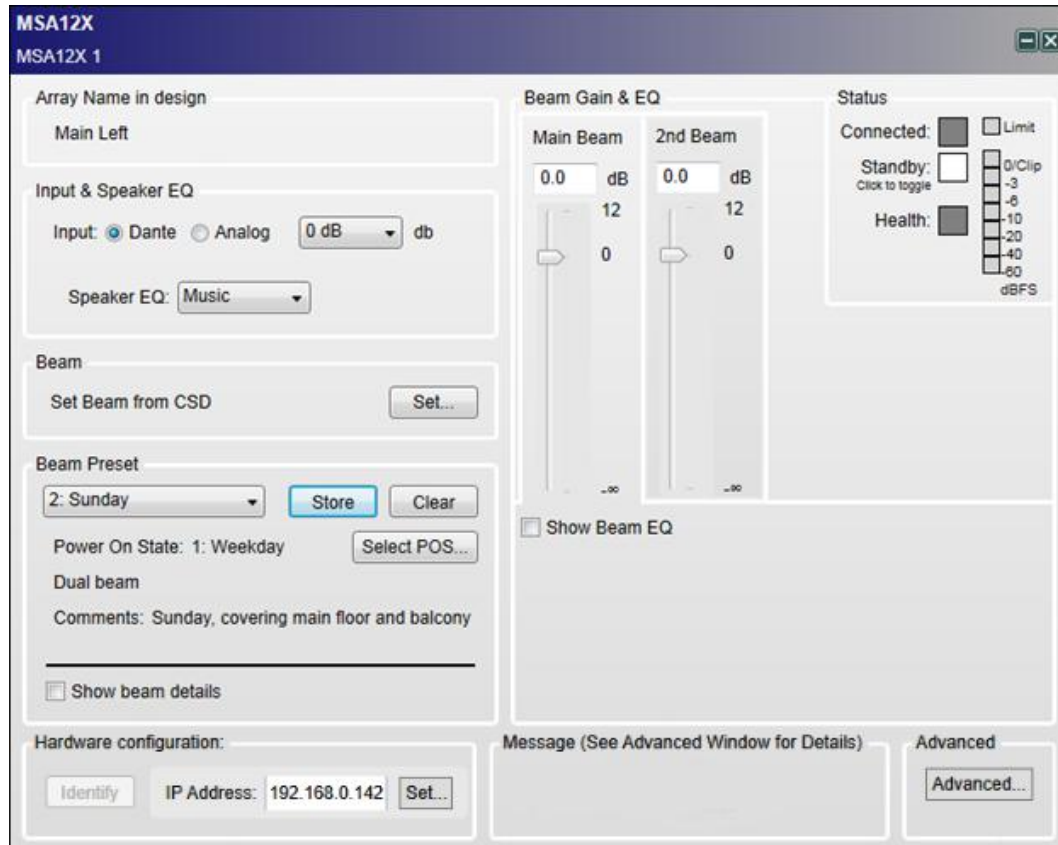 MSA12X
MSA12X 1
Array Name in design
Main Left
Input & Speaker EQ
Input: Dante Analog 0 dB db
Speaker EQ: Music
Beam
Set Beam from CSD Set...
Beam Preset
2: Sunday Store Clear
Power On State: 1: Weekday Select POS...
Dual beam
Comments: Sunday, covering main floor and balcony
Show beam details
Hardware configuration:
Identify IP Address: 192.168.0.142 Set...
Beam Gain & EQ
Main Beam 2nd Beam
0.0 dB 0.0 dB
12 12
0 0
-∞ -∞
Show Beam EQ
Status
Connected: Limit
Standby:
Click to toggle
Health:
0/Clip
-3
-6
-10
-20
-40
-60
dBFS
Message (See Advanced Window for Details)
Advanced
Advanced...